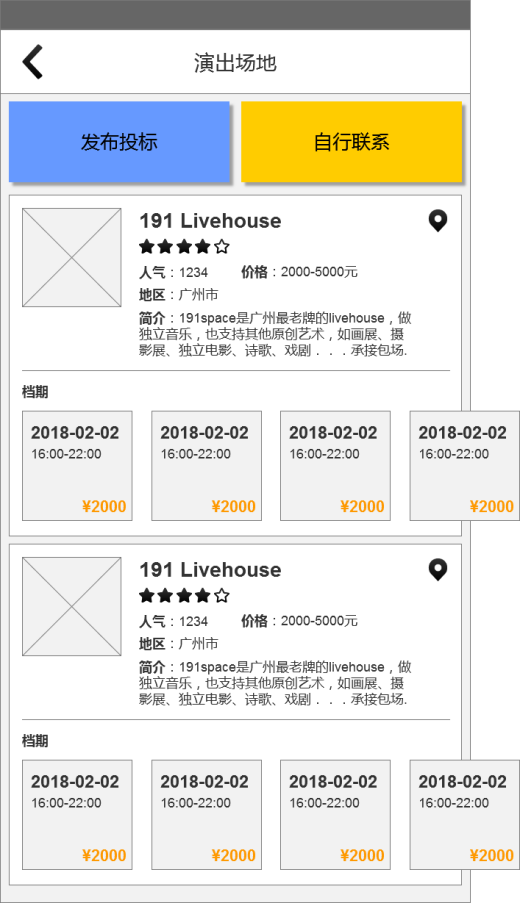 演出场地
发布投标
自行联系
191 Livehouse
人气：1234 价格：2000-5000元
地区：广州市
简介：191space是广州最老牌的livehouse，做
独立音乐，也支持其他原创艺术，如画展、摄
影展、独立电影、诗歌、戏剧．．．承接包场.
档期
2018-02-02 2018-02-02 2018-02-02 2018-02-02
16:00-22:00 16:00-22:00 16:00-22:00 16:00-22:00
¥2000 ¥2000 ¥2000 ¥2000
191 Livehouse
人气：1234 价格：2000-5000元
地区：广州市
简介：191space是广州最老牌的livehouse，做
独立音乐，也支持其他原创艺术，如画展、摄
影展、独立电影、诗歌、戏剧．．．承接包场.
档期
2018-02-02 2018-02-02 2018-02-02 2018-02-02
16:00-22:00 16:00-22:00 16:00-22:00 16:00-22:00
¥2000 ¥2000 ¥2000 ¥2000